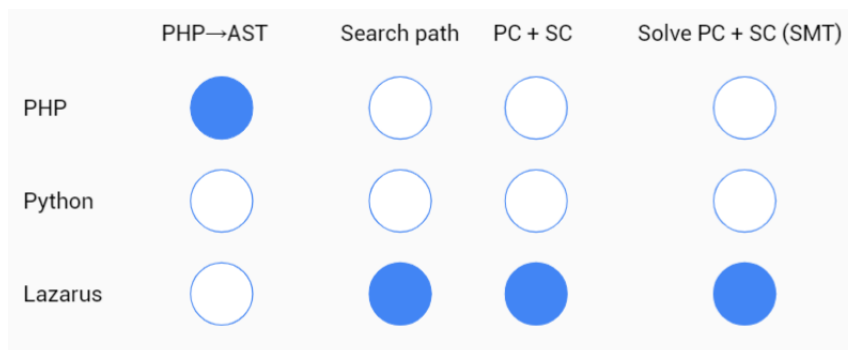 PHP→AST Search path PC + SC Solve PC + SC (SMT)
PHP
Python
Lazarus